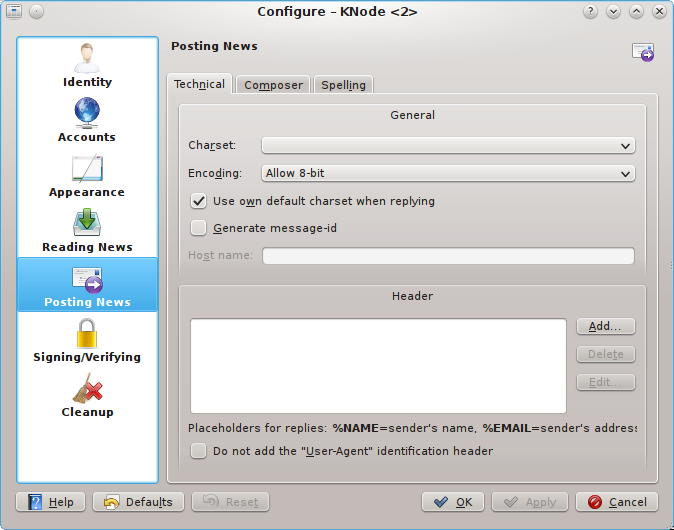 Configure – KNode <2>
Identity
Accounts
Appearance
Reading News
Posting News
Signing/Verifying
Cleanup
Posting News
Technical Composer Spelling
General
Charset:
Encoding: Allow 8-bit
Use own default charset when replying
Generate message-id
Host name:
Header
Add...
Delete
Edit...
Placeholders for replies: %NAME=sender's name, %EMAIL=sender's address
Do not add the "User-Agent" identification header
Help Defaults Reset OK Apply Cancel